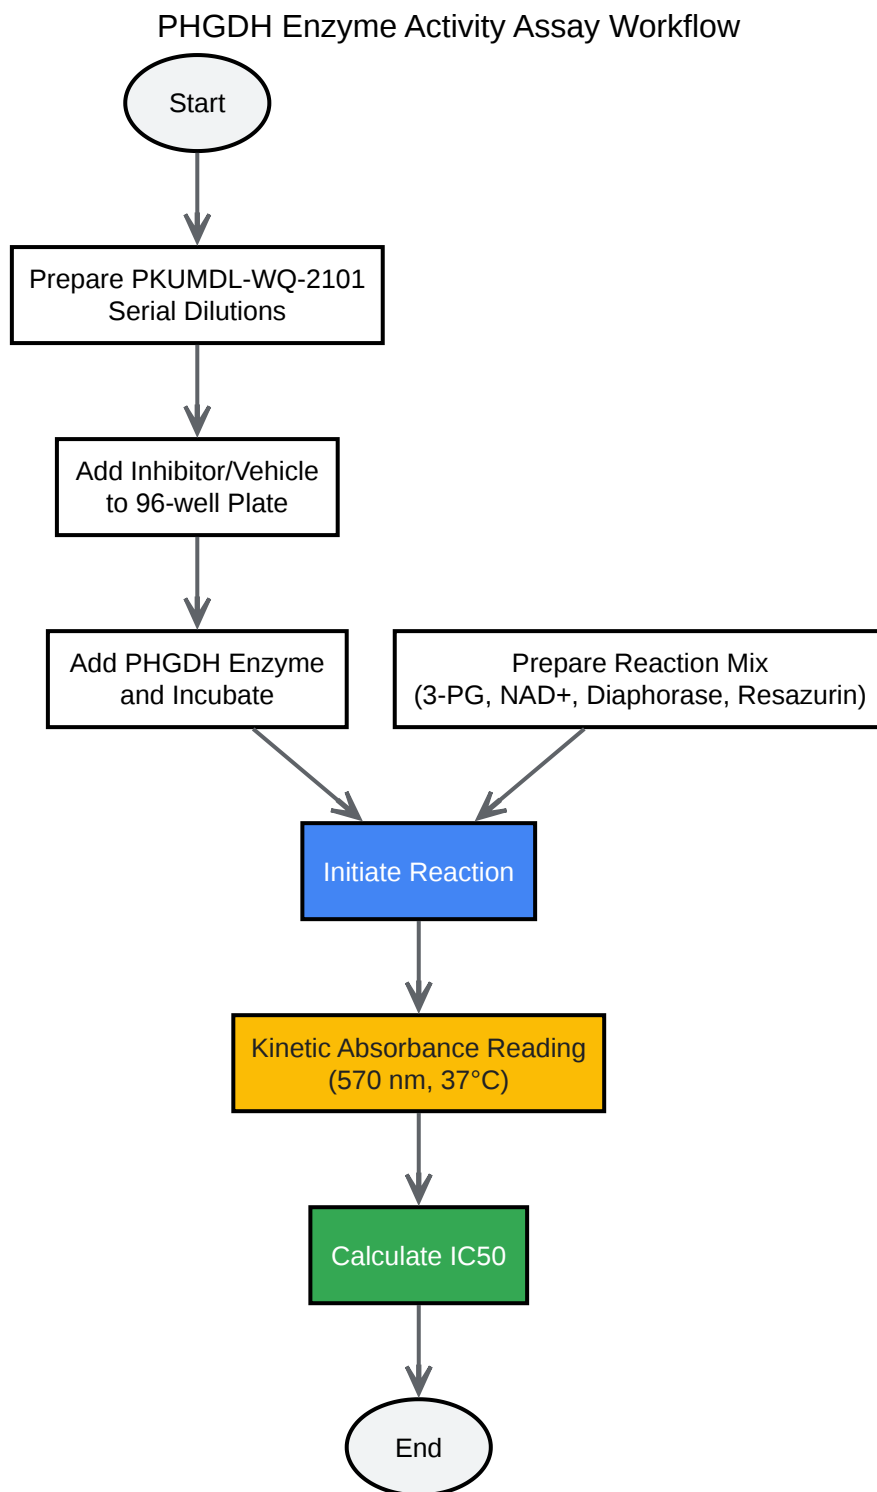 PHGDH Enzyme Activity Assay Workflow
Start
Prepare PKUMDL-WQ-2101
Serial Dilutions
Add Inhibitor/Vehicle
to 96-well Plate
Add PHGDH Enzyme
and Incubate
Prepare Reaction Mix
(3-PG, NAD+, Diaphorase, Resazurin)
Initiate Reaction
Kinetic Absorbance Reading
(570 nm, 37°C)
Calculate IC50
End